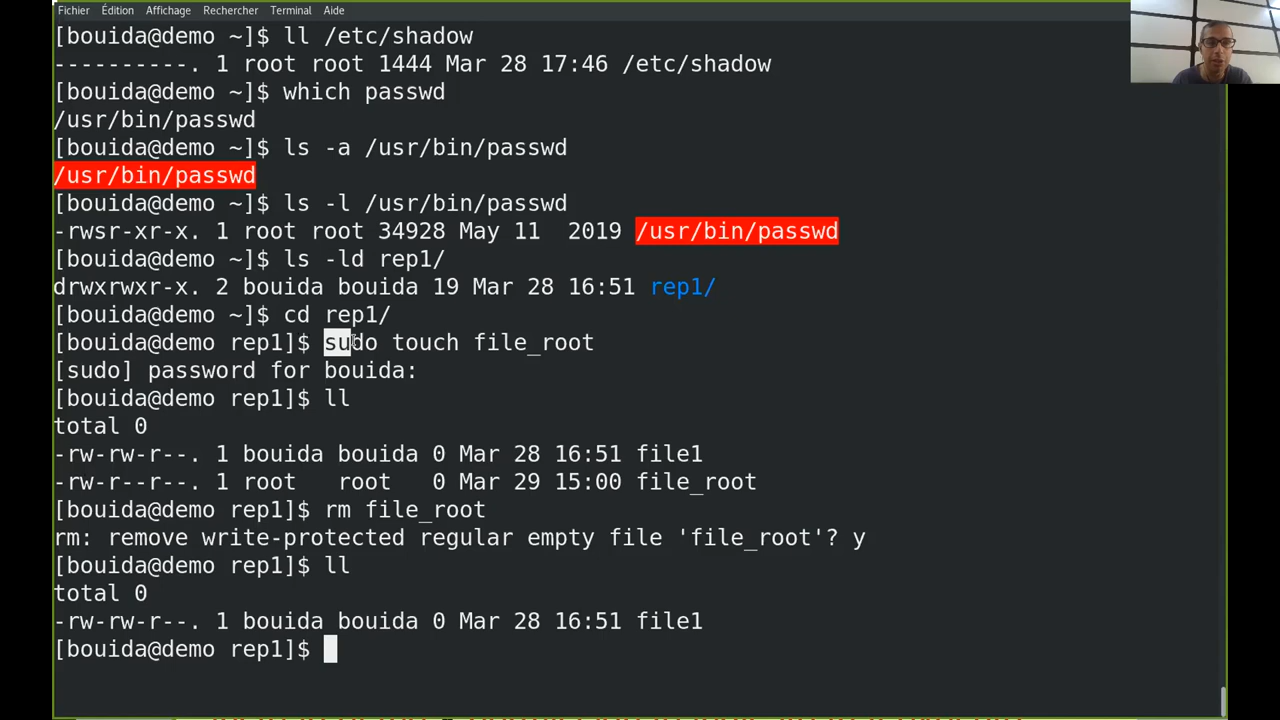 Fichier Édition Affichage Rechercher Terminal Aide
[bouida@demo ~]$ ll /etc/shadow
----------. 1 root root 1444 Mar 28 17:46 /etc/shadow
[bouida@demo ~]$ which passwd
/usr/bin/passwd
[bouida@demo ~]$ ls -a /usr/bin/passwd
/usr/bin/passwd
[bouida@demo ~]$ ls -l /usr/bin/passwd
-rwsr-xr-x. 1 root root 34928 May 11  2019 /usr/bin/passwd
[bouida@demo ~]$ ls -ld rep1/
drwxrwxr-x. 2 bouida bouida 19 Mar 28 16:51 rep1/
[bouida@demo ~]$ cd rep1/
[bouida@demo rep1]$ sudo touch file_root
[sudo] password for bouida:
[bouida@demo rep1]$ ll
total 0
-rw-rw-r--. 1 bouida bouida 0 Mar 28 16:51 file1
-rw-r--r--. 1 root   root   0 Mar 29 15:00 file_root
[bouida@demo rep1]$ rm file_root
rm: remove write-protected regular empty file 'file_root'? y
[bouida@demo rep1]$ ll
total 0
-rw-rw-r--. 1 bouida bouida 0 Mar 28 16:51 file1
[bouida@demo rep1]$